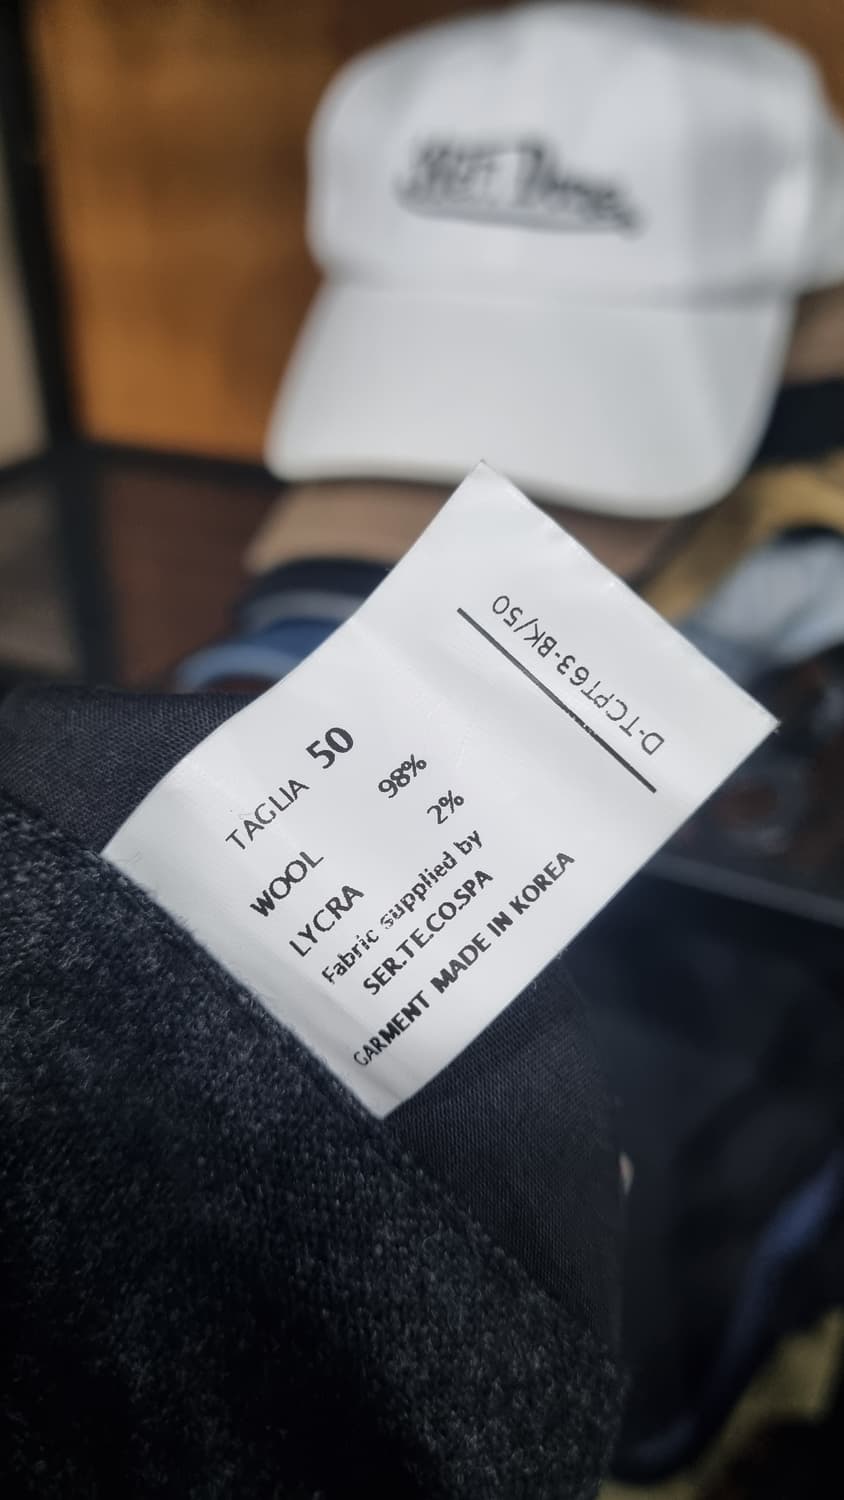 TAGLIA 50
WOOL 98%
LYCRA 2%
Fabric supplied by
SER.TE.CO.SPA
GARMENT MADE IN KOREA
D-TCPT63-BK/50